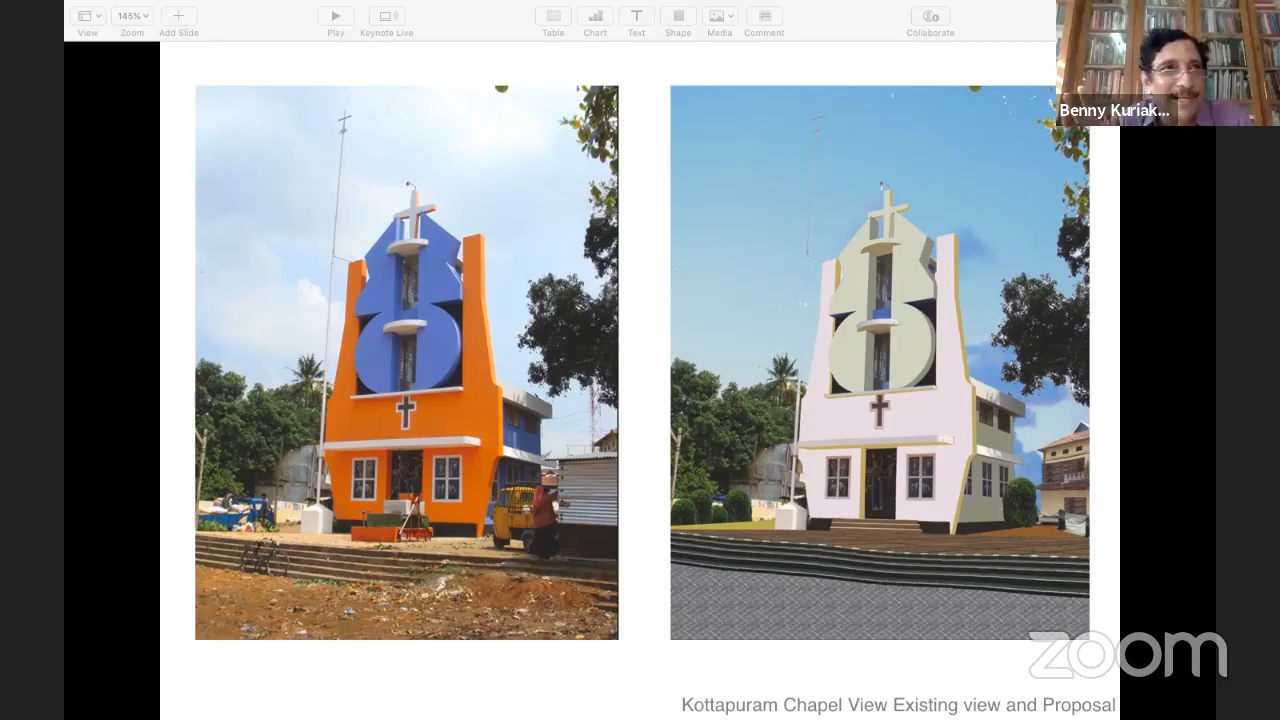 145%
View
Zoom
Add Slide
Play
Keynote Live
Table
Chart
Text
Shape
Media
Comment
Collaborate
Benny Kuriak...
zoom
Kottapuram Chapel View Existing view and Proposal